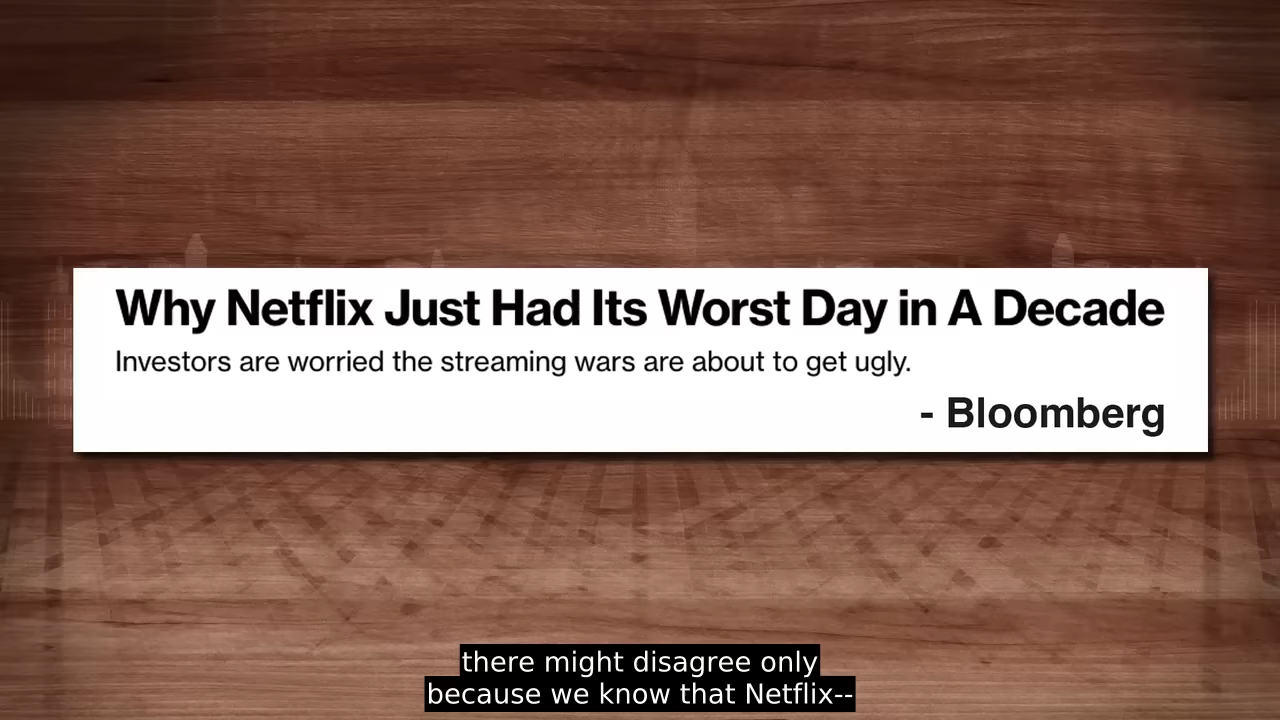 Why Netflix Just Had Its Worst Day in A Decade
Investors are worried the streaming wars are about to get ugly.
- Bloomberg
there might disagree only
because we know that Netflix--